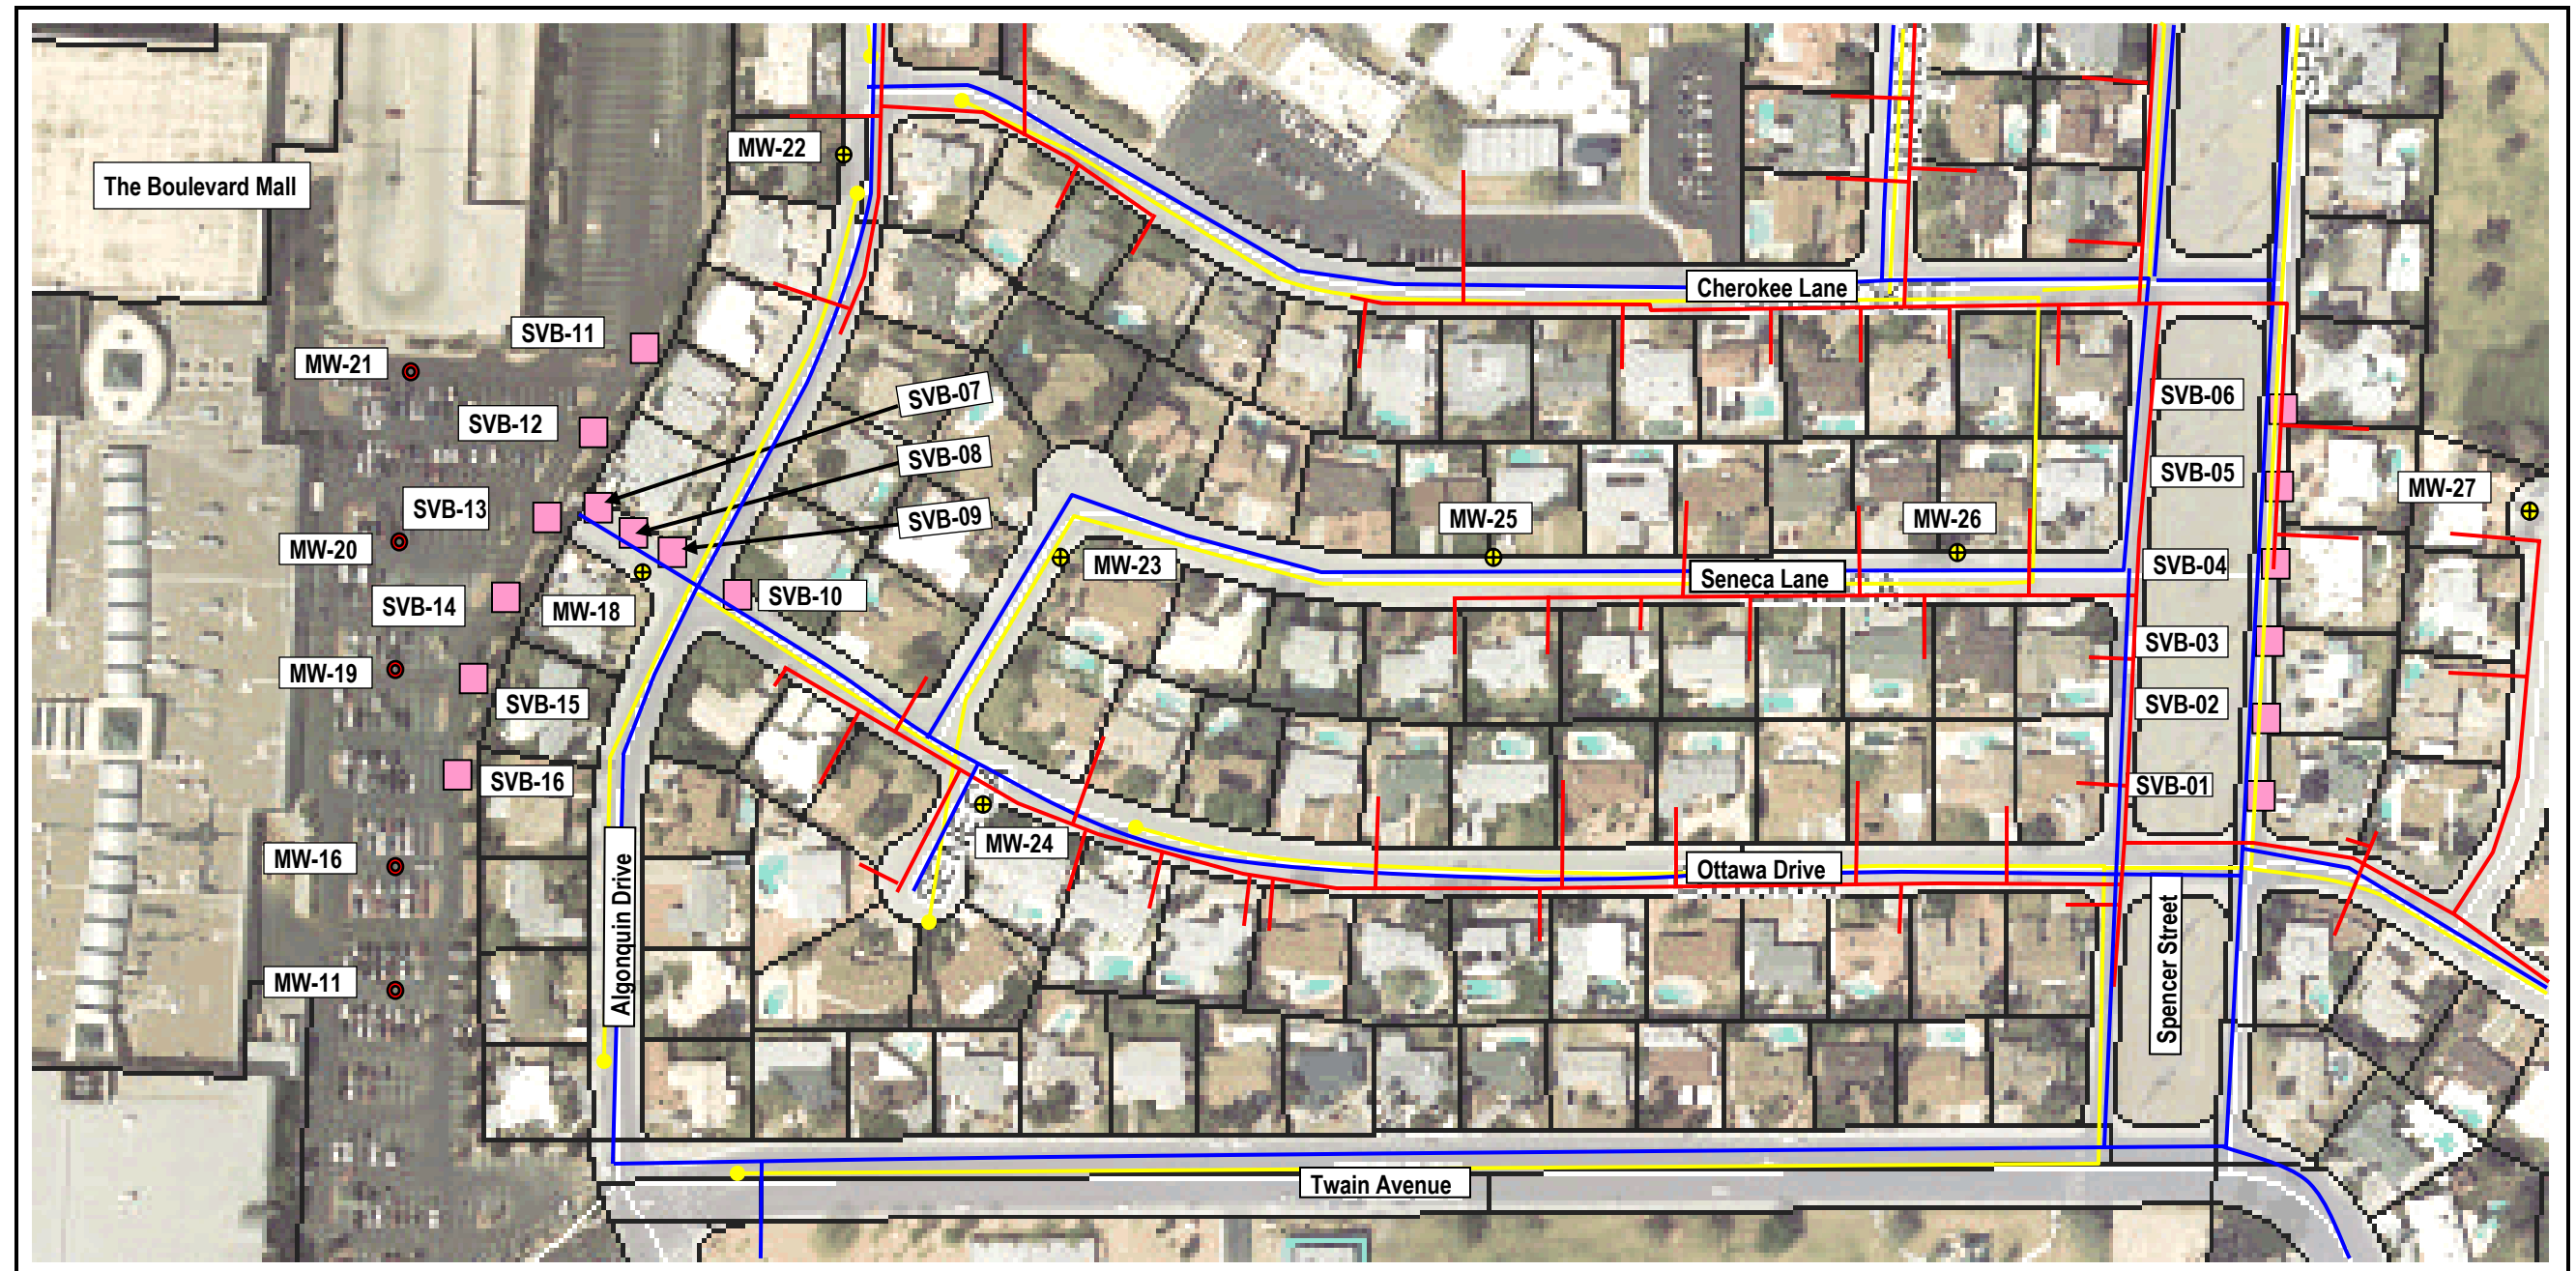 MW-22
The Boulevard Mall
Cherokee Lane
SVB-11
MW-21
SVB-07
SVB-06
SVB-12
SVB-08
SVB-05
MW-27
SVB-13
SVB-09
MW-25
MW-26
MW-20
MW-23
SVB-04
Seneca Lane
SVB-10
SVB-14
MW-18
SVB-03
MW-19
SVB-15
SVB-02
SVB-16
SVB-01
MW-24
MW-16
Ottawa Drive
Algonquin Drive
Spencer Street
MW-11
Twain Avenue